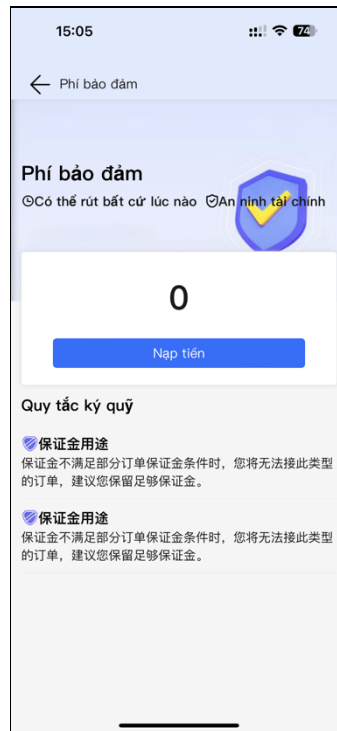 15:05
74
Phí bảo đảm
Phí bảo đảm
Có thể rút bất cứ lúc nào An ninh tài chính
0
Nạp tiền
Quy tắc ký quỹ
保证金用途
保证金不满足部分订单保证金条件时，您将无法接此类型
的订单，建议您保留足够保证金。
保证金用途
保证金不满足部分订单保证金条件时，您将无法接此类型
的订单，建议您保留足够保证金。